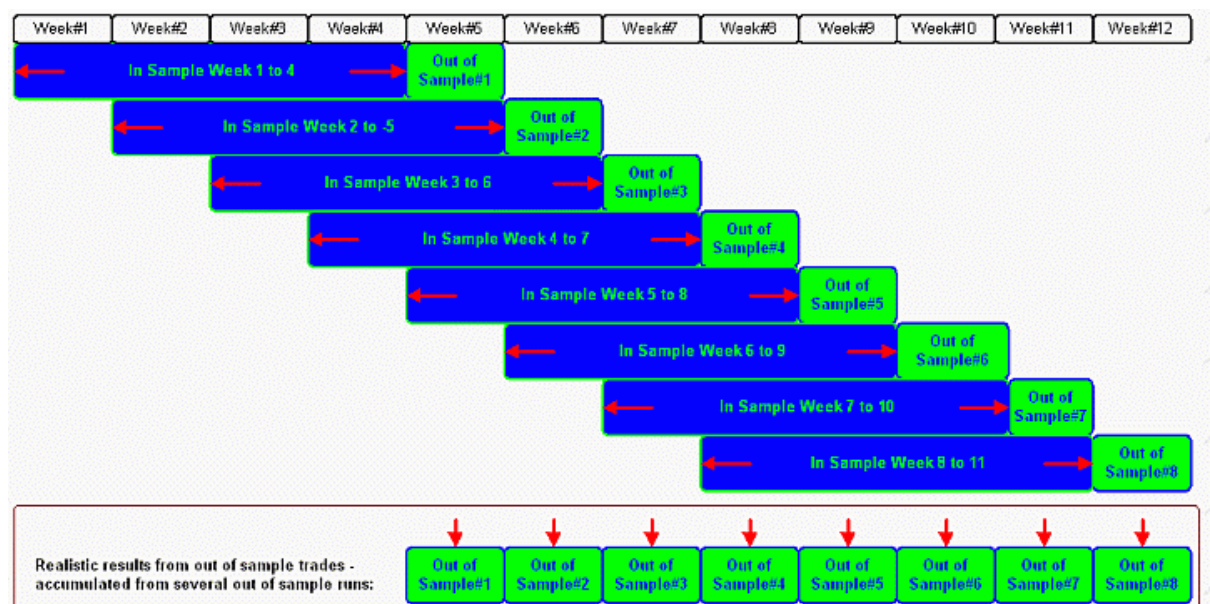 Week#1 Week#2 Week#3 Week#4 Week#5 Week#6 Week#7 Week#8 Week#9 Week#10 Week#11 Week#12
In Sample Week 1 to 4
Out of
Sample#1
In Sample Week 2 to -5
Out of
Sample#2
In Sample Week 3 to 6
Out of
Sample#3
In Sample Week 4 to 7
Out of
Sample#4
In Sample Week 5 to 8
Out of
Sample#5
In Sample Week 6 to 9
Out of
Sample#6
In Sample Week 7 to 10
Out of
Sample#7
In Sample Week 8 to 11
Out of
Sample#8
Realistic results from out of sample trades -
accumulated from several out of sample runs:
Out of Out of Out of Out of Out of Out of Out of Out of
Sample#1 Sample#2 Sample#3 Sample#4 Sample#5 Sample#6 Sample#7 Sample#8